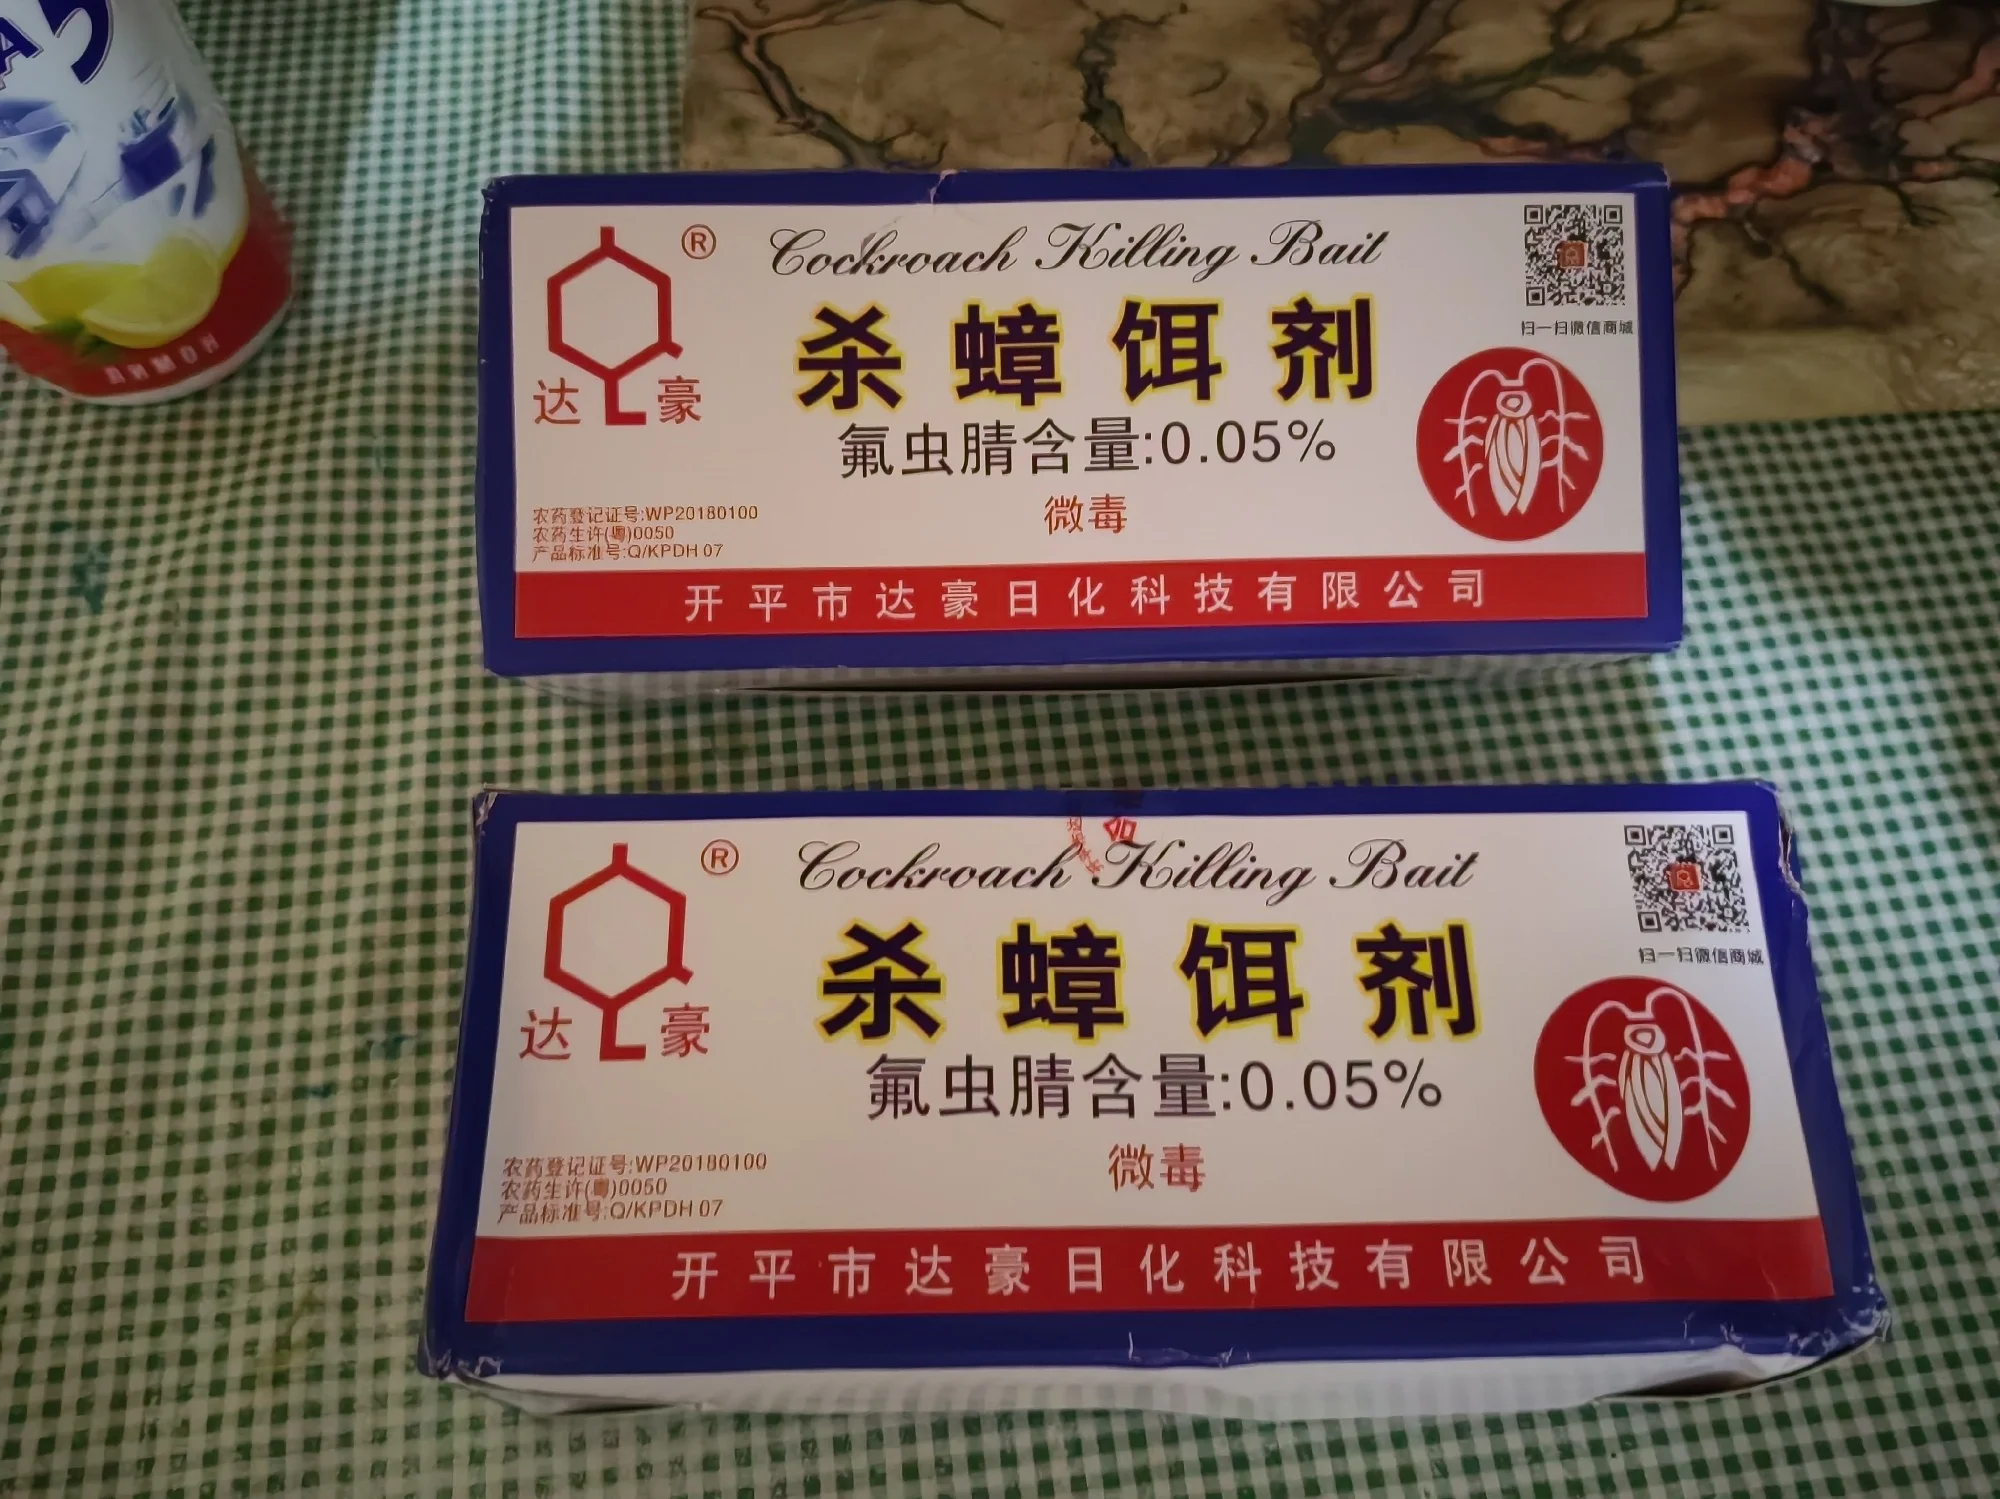 ®
Cockroach Killing Bait
杀蟑饵剂
达豪
氟虫腈含量:0.05%
微毒
扫一扫微信商城
农药登记证号:WP20180100
农药生许(粤)0050
产品标准号:Q/KPDH 07
开平市达豪日化科技有限公司
®
Cockroach Killing Bait
杀蟑饵剂
达豪
氟虫腈含量:0.05%
微毒
扫一扫微信商城
农药登记证号:WP20180100
农药生许(粤)0050
产品标准号:Q/KPDH 07
开平市达豪日化科技有限公司